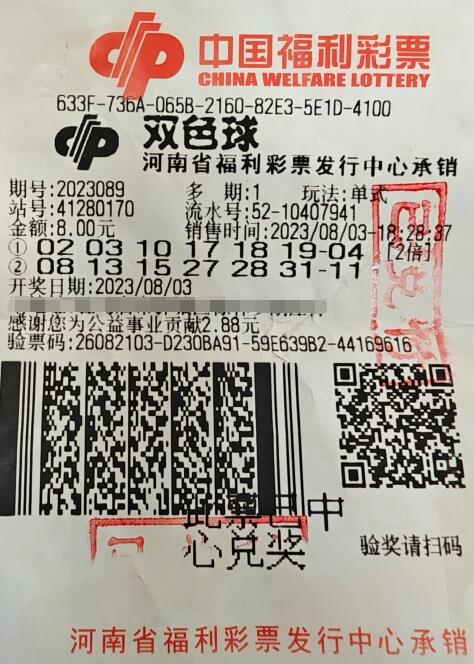 中国福利彩票
CHINA WELFARE LOTTERY
633F-736A-065B-2160-82E3-5E1D-4100
双色球
河南省福利彩票发行中心承销
期号:2023089 多 期:1 玩法:单式
站号:41280170 流水号:52-10407941
金额:8.00元 销售时间:2023/08/03-18:28:37
① 02 03 10 17 18 19-04 [2倍]
② 08 13 15 27 28 31-11
开奖日期:2023/08/03
感谢您为公益事业贡献2.88元
验票码:26082103-D230BA91-59E639B2-44169616
已兑付
此票已中
心兑奖
验奖请扫码
河南省福利彩票发行中心承销